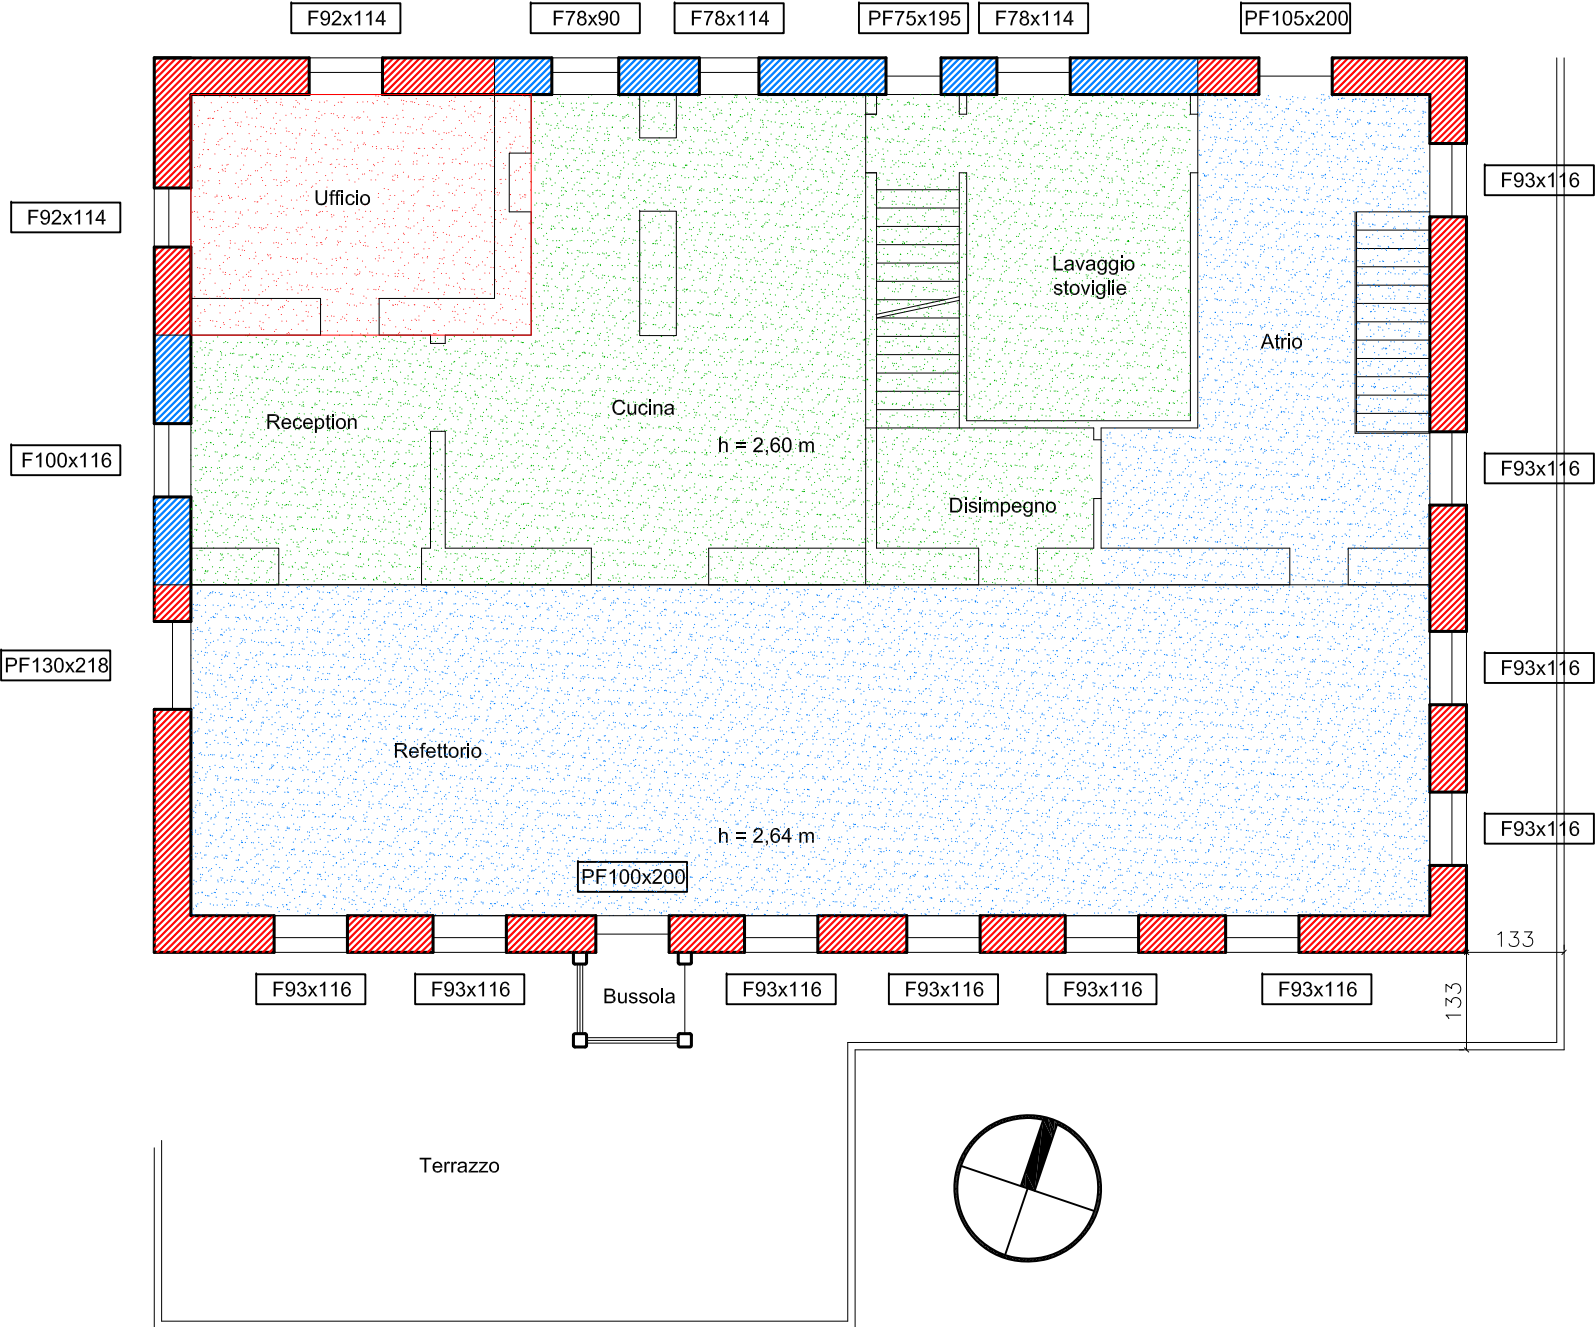 F92x114
F78x90
F78x114
PF75x195
F78x114
PF105x200
F93x116
Ufficio
F92x114
Lavaggio
stoviglie
Atrio
Cucina
Reception
h = 2,60 m
F100x116
F93x116
Disimpegno
PF130x218
F93x116
Refettorio
h = 2,64 m
F93x116
PF100x200
133
F93x116
F93x116
Bussola
F93x116
F93x116
F93x116
F93x116
133
Terrazzo